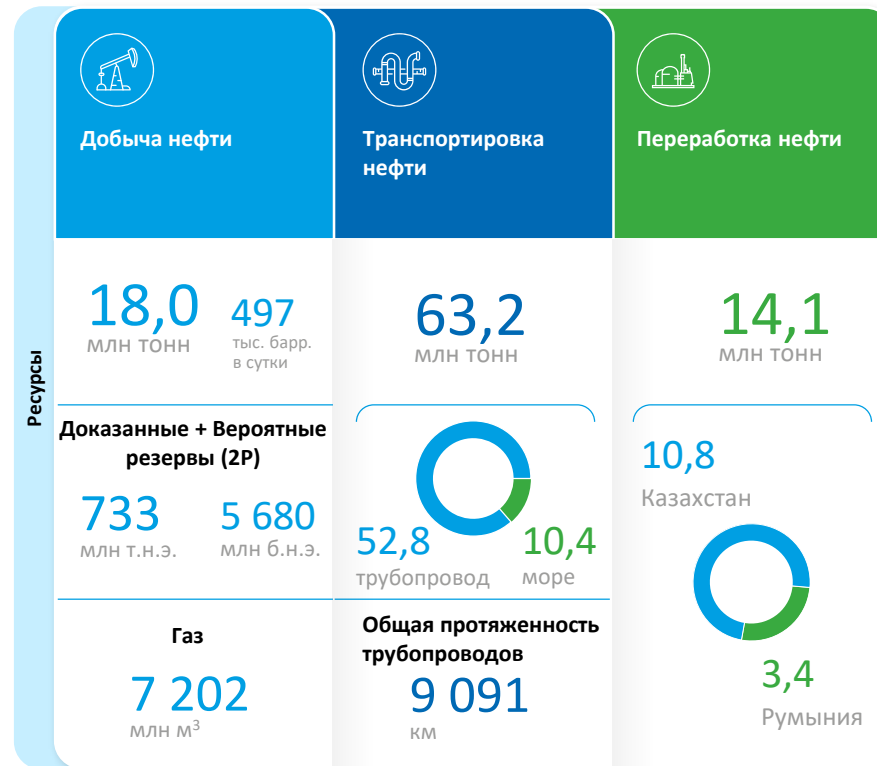 Ресурсы
Добыча нефти
18,0
млн тонн
497
тыс. барр.
в сутки
Доказанные + Вероятные
резервы (2P)
733
млн т.н.э.
5 680
млн б.н.э.
Газ
7 202
млн м³
Транспортировка
нефти
63,2
млн тонн
52,8
трубопровод
10,4
море
Общая протяженность
трубопроводов
9 091
км
Переработка нефти
14,1
млн тонн
10,8
Казахстан
3,4
Румыния